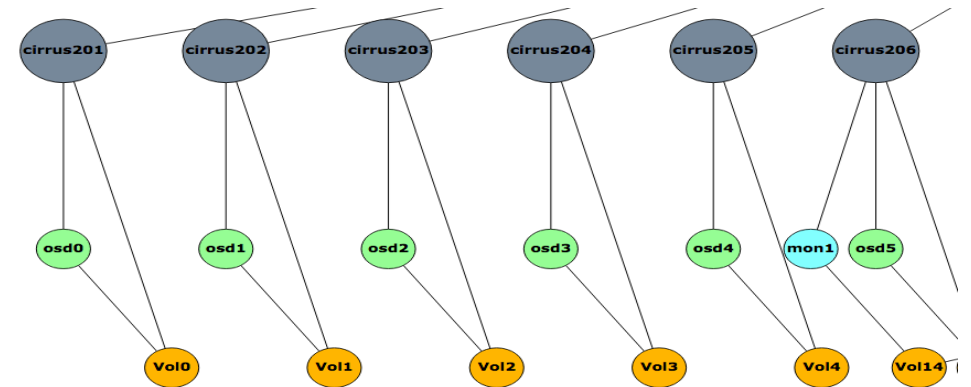 cirrus201 cirrus202 cirrus203 cirrus204 cirrus205 cirrus206
osd0 osd1 osd2 osd3 osd4 mon1 osd5
Vol0 Vol1 Vol2 Vol3 Vol4 Vol14